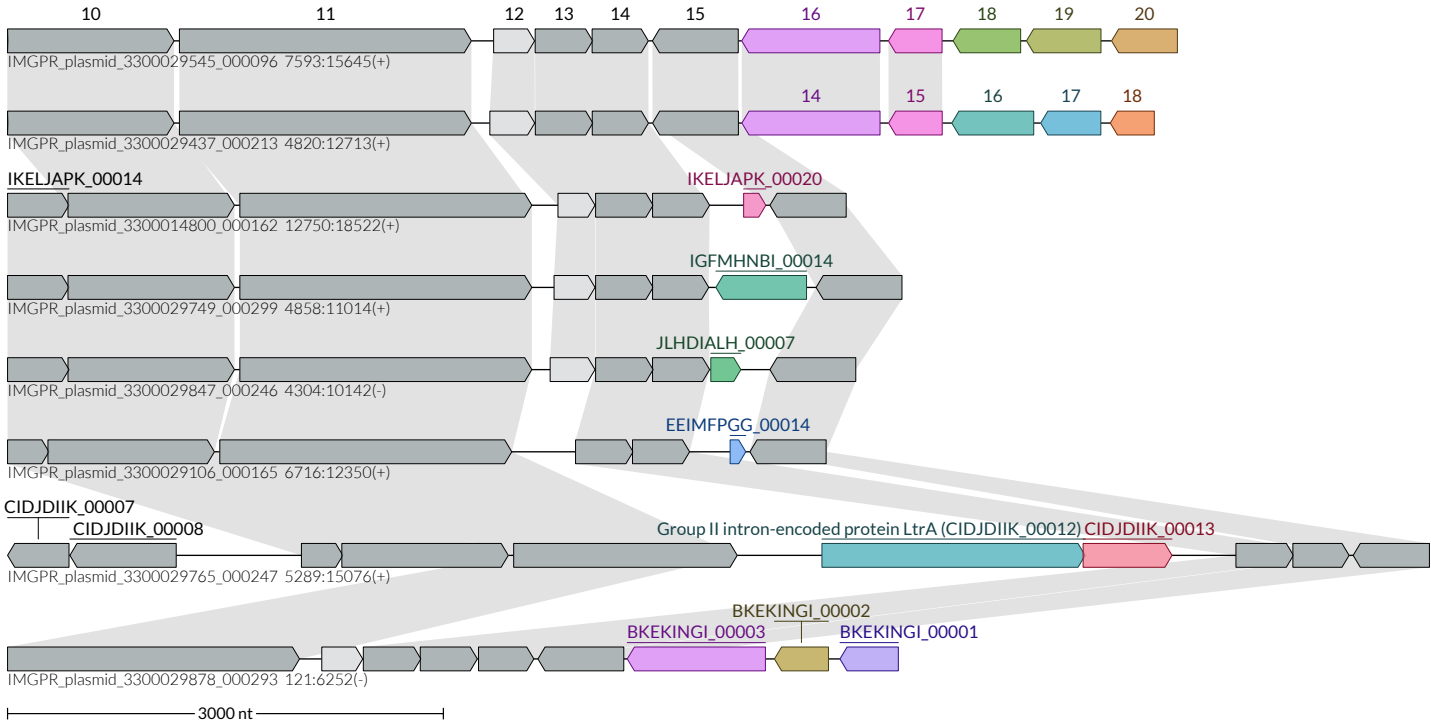 10 11 12 13 14 15 16 17 18 19 20
IMGPR_plasmid_3300029545_000096 7593:15645(+)
14 15 16 17 18
IMGPR_plasmid_3300029437_000213 4820:12713(+)
IKELJAPK_00014 IKELJAPK_00020
IMGPR_plasmid_3300014800_000162 12750:18522(+)
IGFMHNBI_00014
IMGPR_plasmid_3300029749_000299 4858:11014(+)
JLHDIALH_00007
IMGPR_plasmid_3300029847_000246 4304:10142(-)
EEIMFPGG_00014
IMGPR_plasmid_3300029106_000165 6716:12350(+)
CIDJDIIK_00007
CIDJDIIK_00008 Group II intron-encoded protein LtrA (CIDJDIIK_00012) CIDJDIIK_00013
IMGPR_plasmid_3300029765_000247 5289:15076(+)
BKEKINGI_00002
BKEKINGI_00003 BKEKINGI_00001
IMGPR_plasmid_3300029878_000293 121:6252(-)
3000 nt